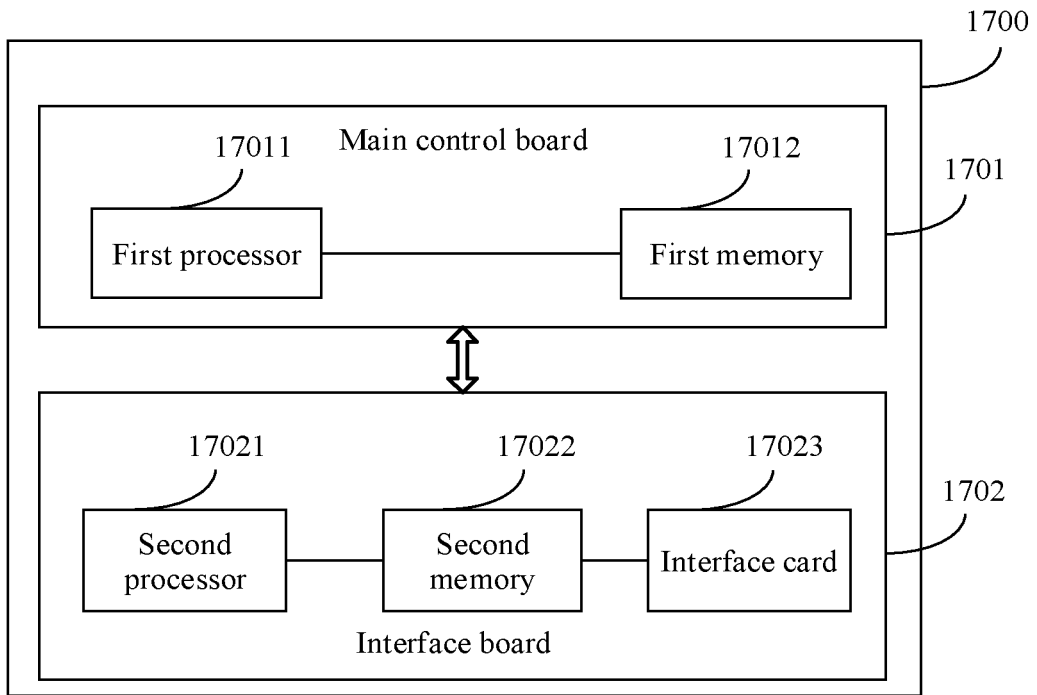 1700
Main control board
17011
17012
1701
First processor
First memory
17021
17022
17023
1702
Second
processor
Second
memory
Interface card
Interface board